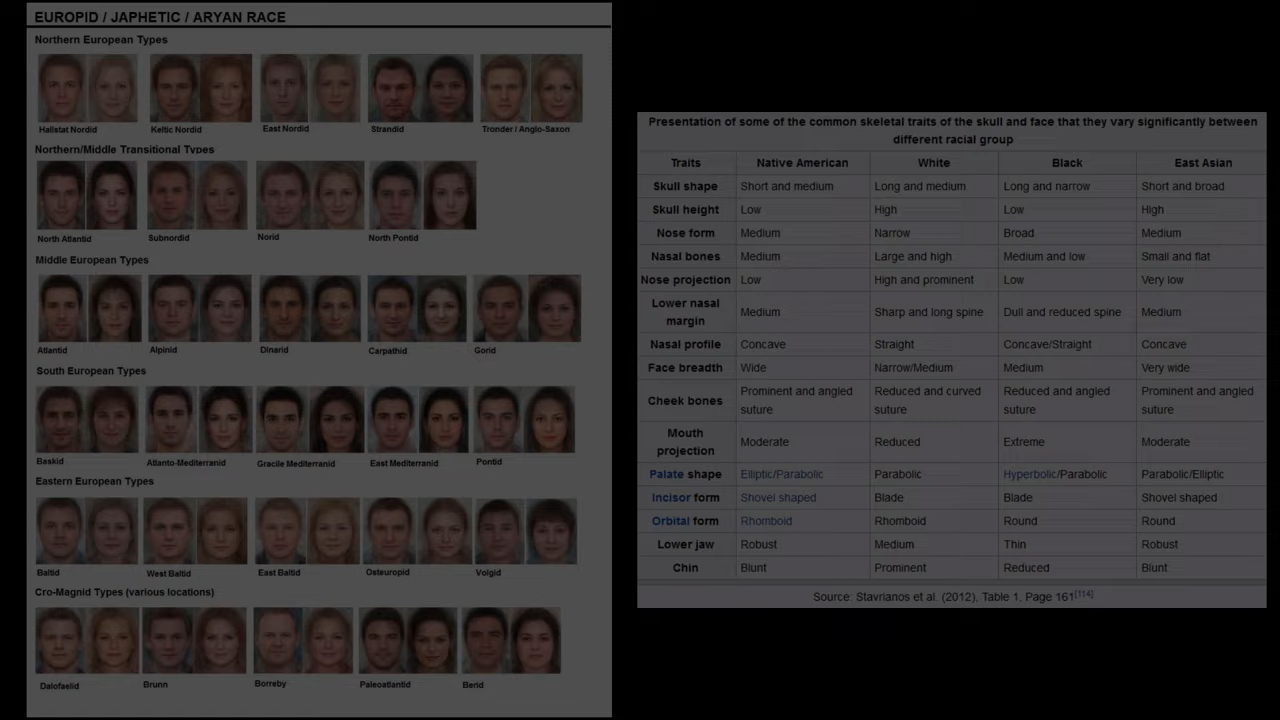 EUROPID / JAPHETIC / ARYAN RACE
Northern European Types
Hallstat Nordid
Keltic Nordid
East Nordid
Strandid
Tronder / Anglo-Saxon
Northern/Middle Transitional Types
North Atlantid
Subnordid
Norid
North Pontid
Middle European Types
Atlantid
Alpinid
Dinarid
Carpathid
Gorid
South European Types
Baskid
Atlanto-Mediterranid
Gracile Mediterranid
East Mediterranid
Pontid
Eastern European Types
Baltid
West Baltid
East Baltid
Osteuropid
Volgid
Cro-Magnid Types (various locations)
Dalofaelid
Brunn
Borreby
Paleoatlantid
Berid
Presentation of some of the common skeletal traits of the skull and face that they vary significantly between
different racial group
Traits Native American White Black East Asian
Skull shape Short and medium Long and medium Long and narrow Short and broad
Skull height Low High Low High
Nose form Medium Narrow Broad Medium
Nasal bones Medium Large and high Medium and low Small and flat
Nose projection Low High and prominent Low Very low
Lower nasal
margin Medium Sharp and long spine Dull and reduced spine Medium
Nasal profile Concave Straight Concave/Straight Concave
Face breadth Wide Narrow/Medium Medium Very wide
Cheek bones Prominent and angled
suture Reduced and curved
suture Reduced and angled
suture Prominent and angled
suture
Mouth
projection Moderate Reduced Extreme Moderate
Palate shape Elliptic/Parabolic Parabolic Hyperbolic/Parabolic Parabolic/Elliptic
Incisor form Shovel shaped Blade Blade Shovel shaped
Orbital form Rhomboid Rhomboid Round Round
Lower jaw Robust Medium Thin Robust
Chin Blunt Prominent Reduced Blunt
Source: Stavrianos et al. (2012), Table 1, Page 161[114]